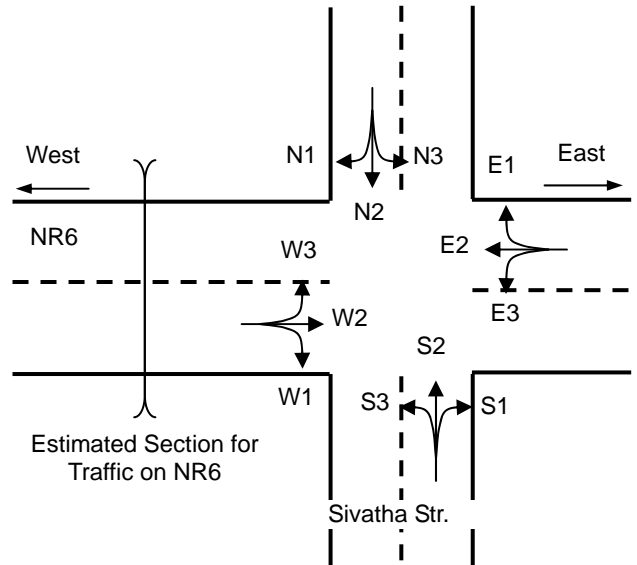 N1
N3
N2
West
E1
East
NR6
E2
W3
W2
E3
S2
W1
S3
S1
Estimated Section for
Traffic on NR6
Sivatha Str.